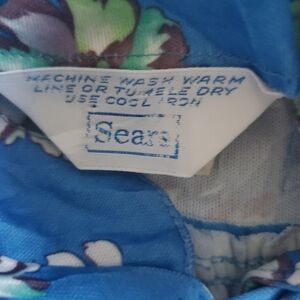 MACHINE WASH WARM
LINE OR TUMBLE DRY
USE COOL IRON
Sears